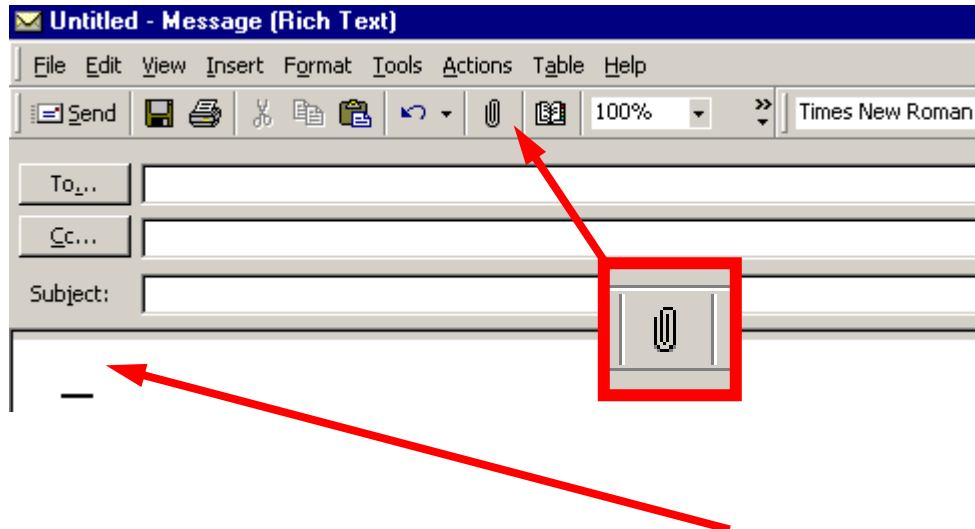 Untitled - Message (Rich Text)
File Edit View Insert Format Tools Actions Table Help
Send 100% Times New Roman
To...
Cc...
Subject: